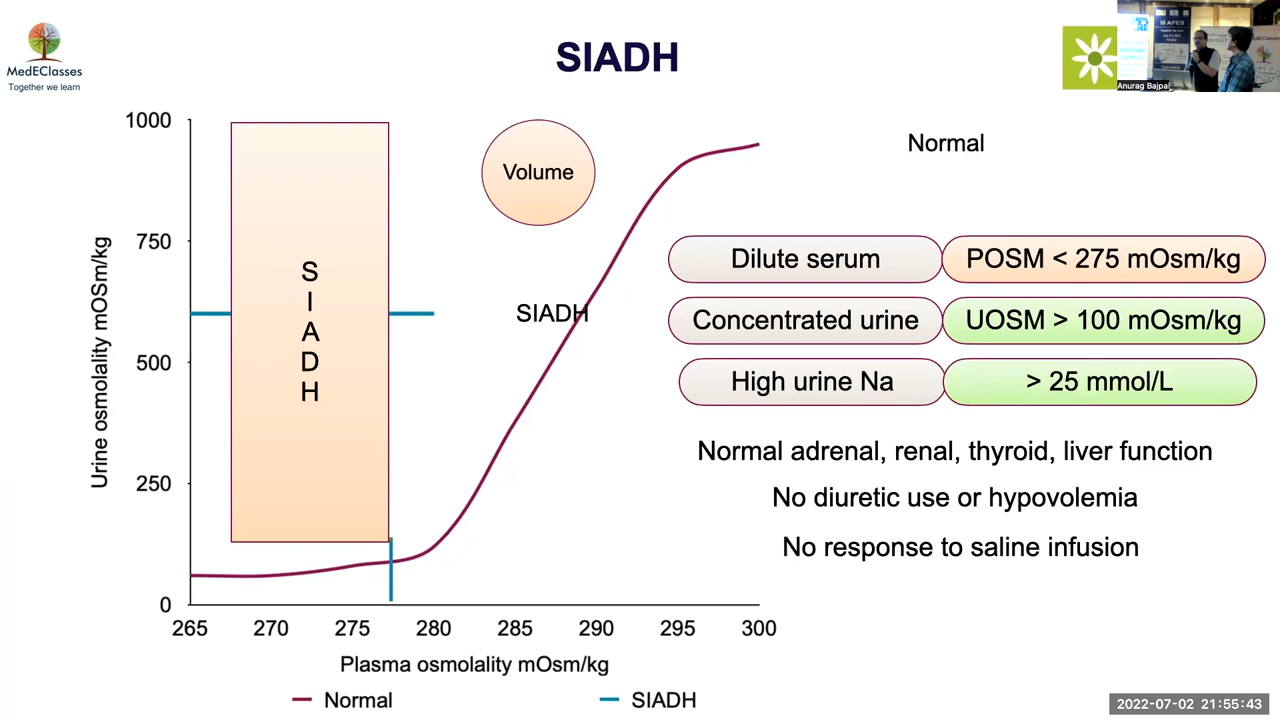 MedEClasses
Together we learn
SIADH
III APES
Anurag Bajpai
Urine osmolality mOSm/kg
1000
750
500
250
0
265 270 275 280 285 290 295 300
Plasma osmolality mOsm/kg
Normal SIADH
S
I
A
D
H
Volume
SIADH
Normal
Dilute serum POSM < 275 mOsm/kg
Concentrated urine UOSM > 100 mOsm/kg
High urine Na > 25 mmol/L
Normal adrenal, renal, thyroid, liver function
No diuretic use or hypovolemia
No response to saline infusion
2022-07-02 21:55:43